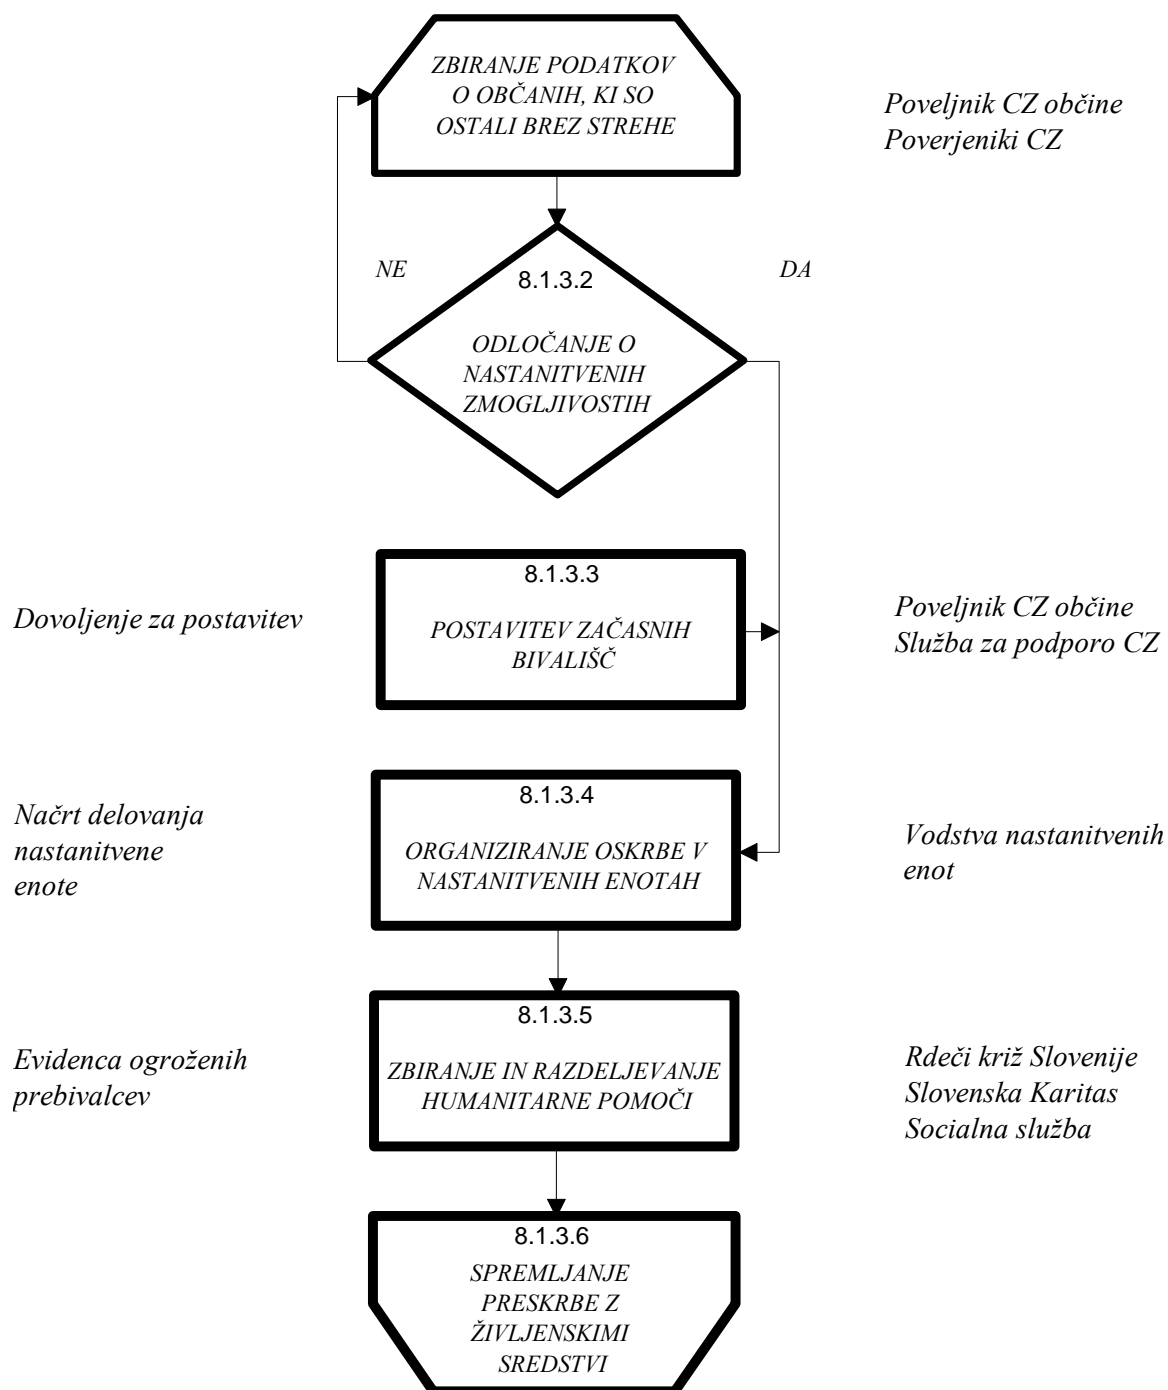 ZBIRANJE PODATKOV
O OBČANIH, KI SO
OSTALI BREZ STREHE
Poveljnik CZ občine
Poverjeniki CZ
NE
DA
8.1.3.2
ODLOČANJE O
NASTANITVENIH
ZMOGLJIVOSTIH
8.1.3.3
POSTAVITEV ZAČASNIH
BIVALIŠČ
Dovoljenje za postavitev
Poveljnik CZ občine
Služba za podporo CZ
8.1.3.4
ORGANIZIRANJE OSKRBE V
NASTANITVENIH ENOTAH
Načrt delovanja
nastanitvene
enote
Vodstva nastanitvenih
enot
8.1.3.5
ZBIRANJE IN RAZDELJEVANJE
HUMANITARNE POMOČI
Evidenca ogroženih
prebivalcev
Rdeči križ Slovenije
Slovenska Karitas
Socialna služba
8.1.3.6
SPREMLJANJE
PRESKRBE Z
ŽIVLJENSKIMI
SREDSTVI